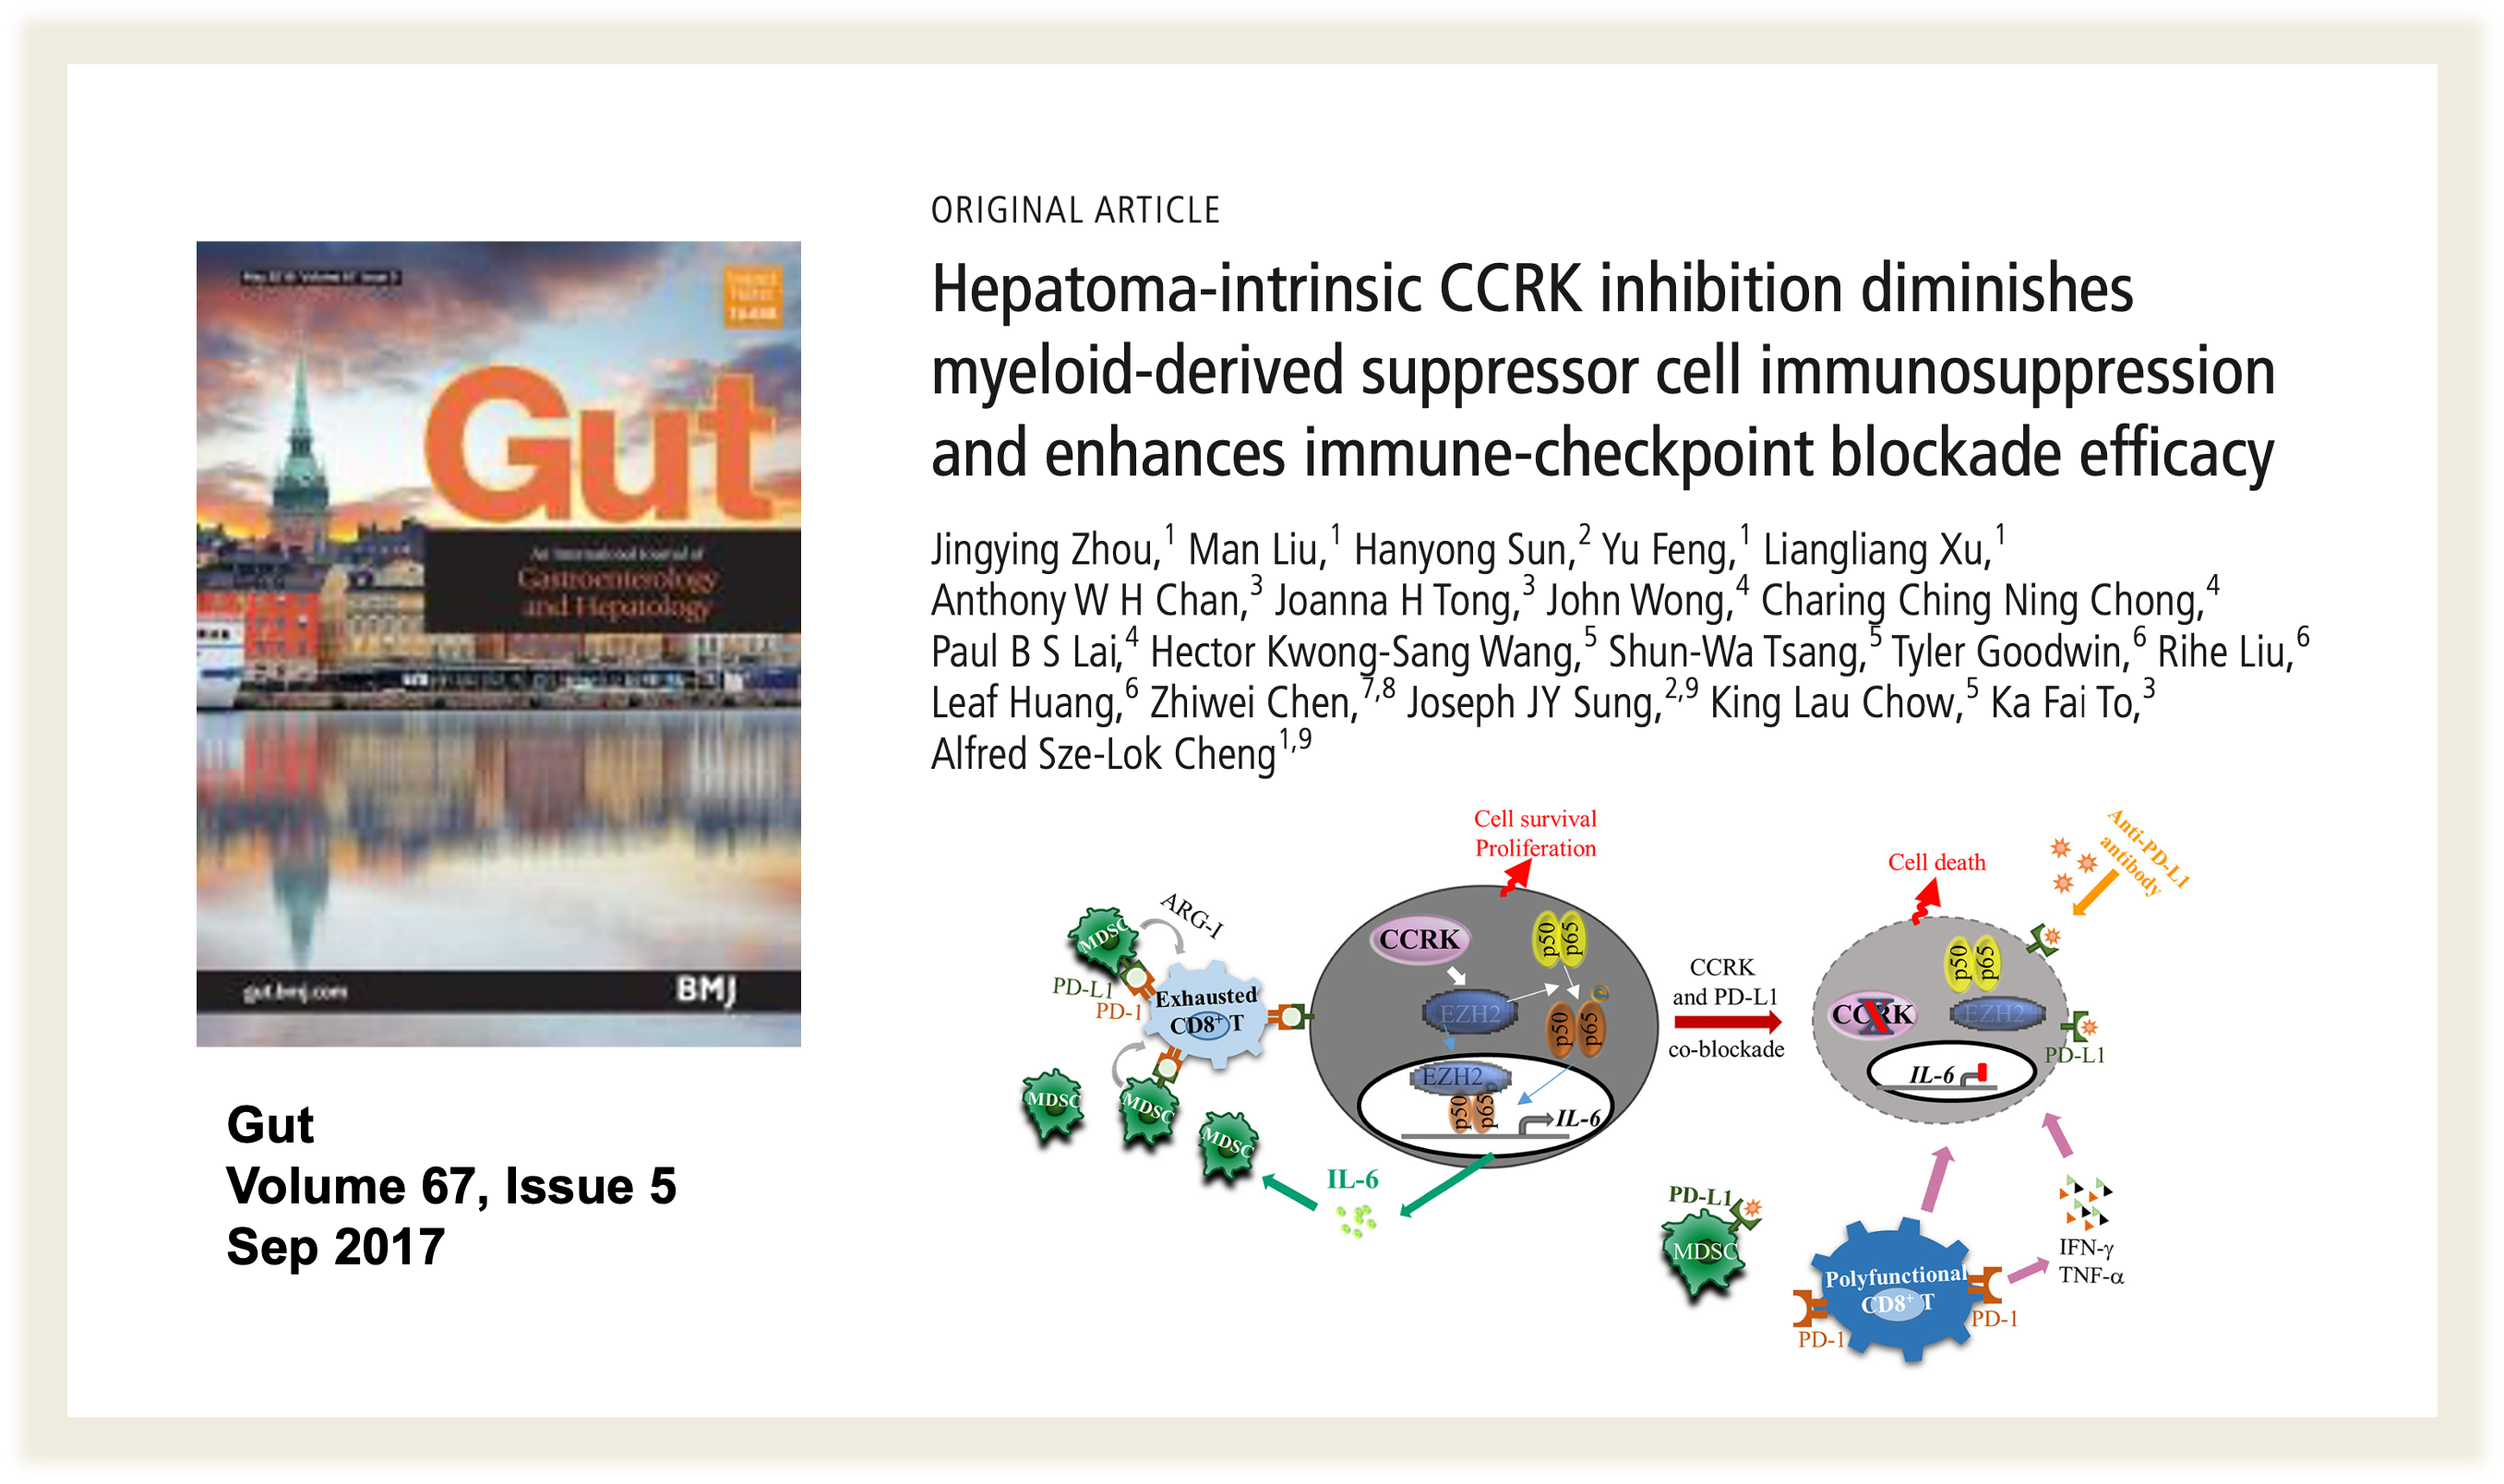 Gut
An International Journal of
Gastroenterology
and Hepatology
gut.bmj.com
BMJ
Gut
Volume 67, Issue 5
Sep 2017
ORIGINAL ARTICLE
Hepatoma-intrinsic CCRK inhibition diminishes
myeloid-derived suppressor cell immunosuppression
and enhances immune-checkpoint blockade efficacy
Jingying Zhou,1 Man Liu,1 Hanyong Sun,2 Yu Feng,1 Liangliang Xu,1
Anthony W H Chan,3 Joanna H Tong,3 John Wong,4 Charing Ching Ning Chong,4
Paul B S Lai,4 Hector Kwong-Sang Wang,5 Shun-Wa Tsang,5 Tyler Goodwin,6 Rihe Liu,6
Leaf Huang,6 Zhiwei Chen,7,8 Joseph JY Sung,2,9 King Lau Chow,5 Ka Fai To,3
Alfred Sze-Lok Cheng1,9
Cell survival
Proliferation
ARG-I
MDSC
PD-L1
PD-1
Exhausted
CD8+ T
MDSC
MDSC
MDSC
IL-6
CCRK
p50
p65
EZH2
p50
p65
EZH2
p50
p65
IL-6
CCRK
and PD-L1
co-blockade
Cell death
Anti-PD-L1
antibody
p50
p65
CCRK
X
EZH2
PD-L1
IL-6
PD-L1
MDSC
Polyfunctional
CD8+ T
PD-1
PD-1
IFN-γ
TNF-α